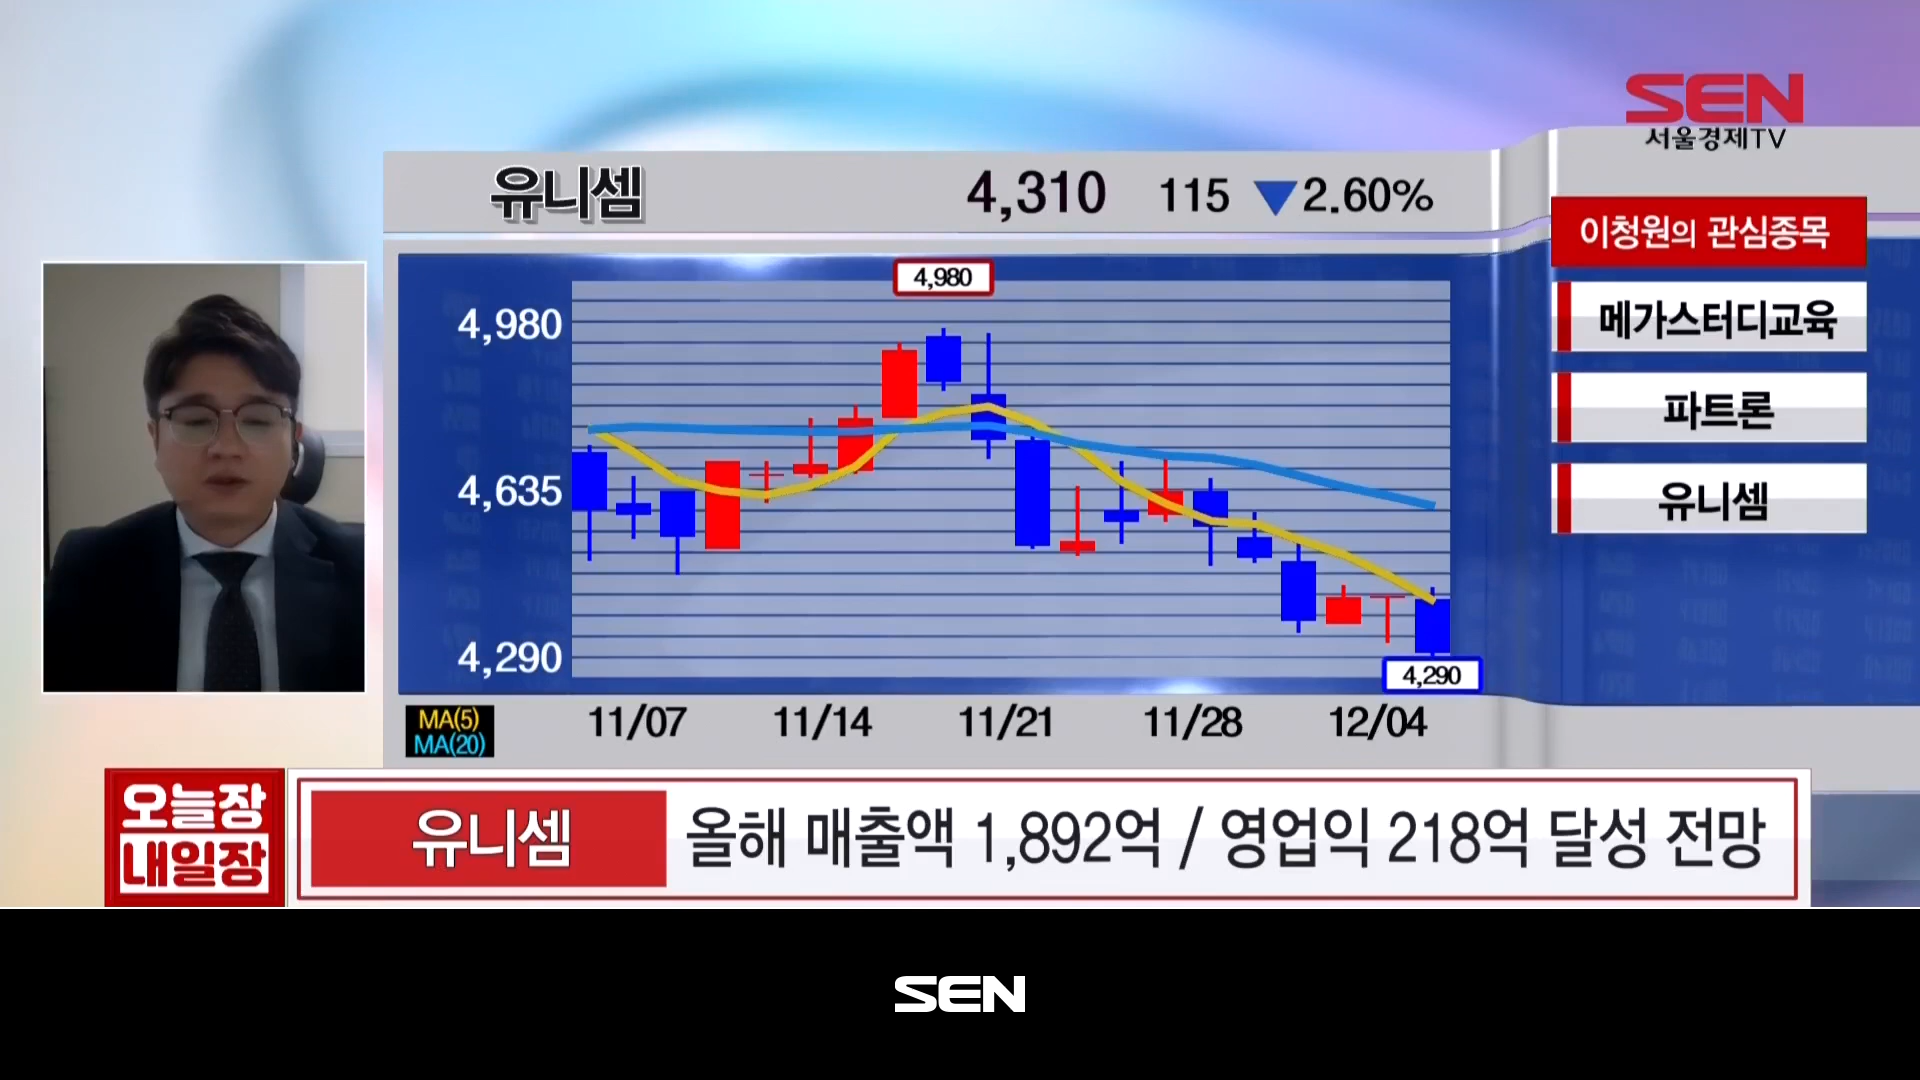 SEN
서울경제TV
유니셈 4,310 115 ▼2.60%
이청원의 관심종목
메가스터디교육
파트론
유니셈
4,980
4,980
4,635
4,290
4,290
MA(5)
MA(20)
11/07 11/14 11/21 11/28 12/04
오늘장
내일장
유니셈 올해 매출액 1,892억 / 영업익 218억 달성 전망
SEN